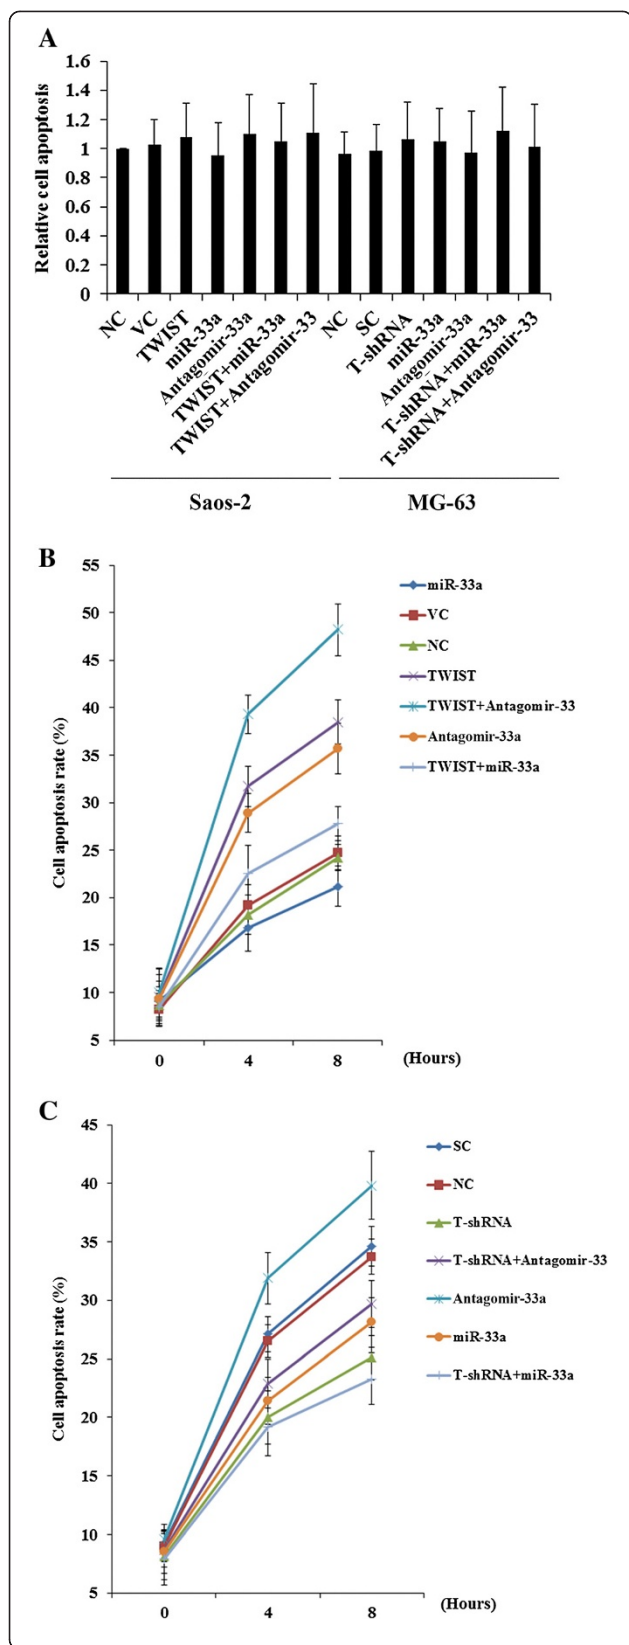 A
Relative cell apoptosis
1.6
1.4
1.2
1
0.8
0.6
0.4
0.2
0
NC
VC
TWIST
miR-33a
Antagomir-33a
TWIST+miR-33a
TWIST+Antagomir-33
NC
SC
T-shRNA
miR-33a
Antagomir-33a
T-shRNA+miR-33a
T-shRNA+Antagomir-33
Saos-2
MG-63
B
Cell apoptosis rate (%)
55
50
45
40
35
30
25
20
15
10
5
0
4
8
(Hours)
miR-33a
VC
NC
TWIST
TWIST+Antagomir-33
Antagomir-33a
TWIST+miR-33a
C
Cell apoptosis rate (%)
45
40
35
30
25
20
15
10
5
0
4
8
(Hours)
SC
NC
T-shRNA
T-shRNA+Antagomir-33
Antagomir-33a
miR-33a
T-shRNA+miR-33a